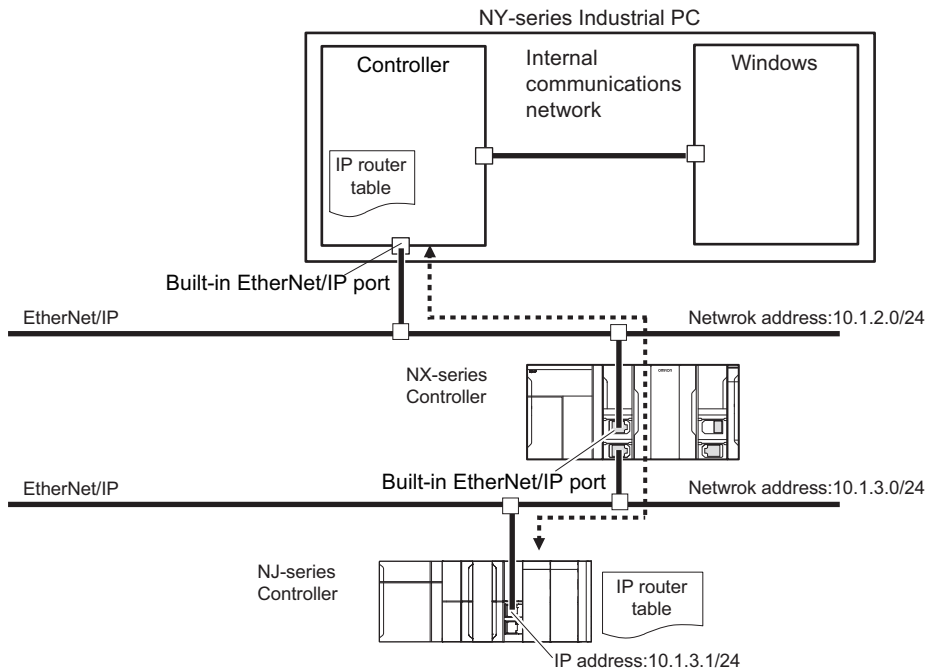 NY-series Industrial PC
Controller
Internal
communications
network
Windows
IP router
table
Built-in EtherNet/IP port
EtherNet/IP
Netwrok address:10.1.2.0/24
NX-series
Controller
OMRON
Built-in EtherNet/IP port
EtherNet/IP
Netwrok address:10.1.3.0/24
NJ-series
Controller
IP router
table
IP address:10.1.3.1/24